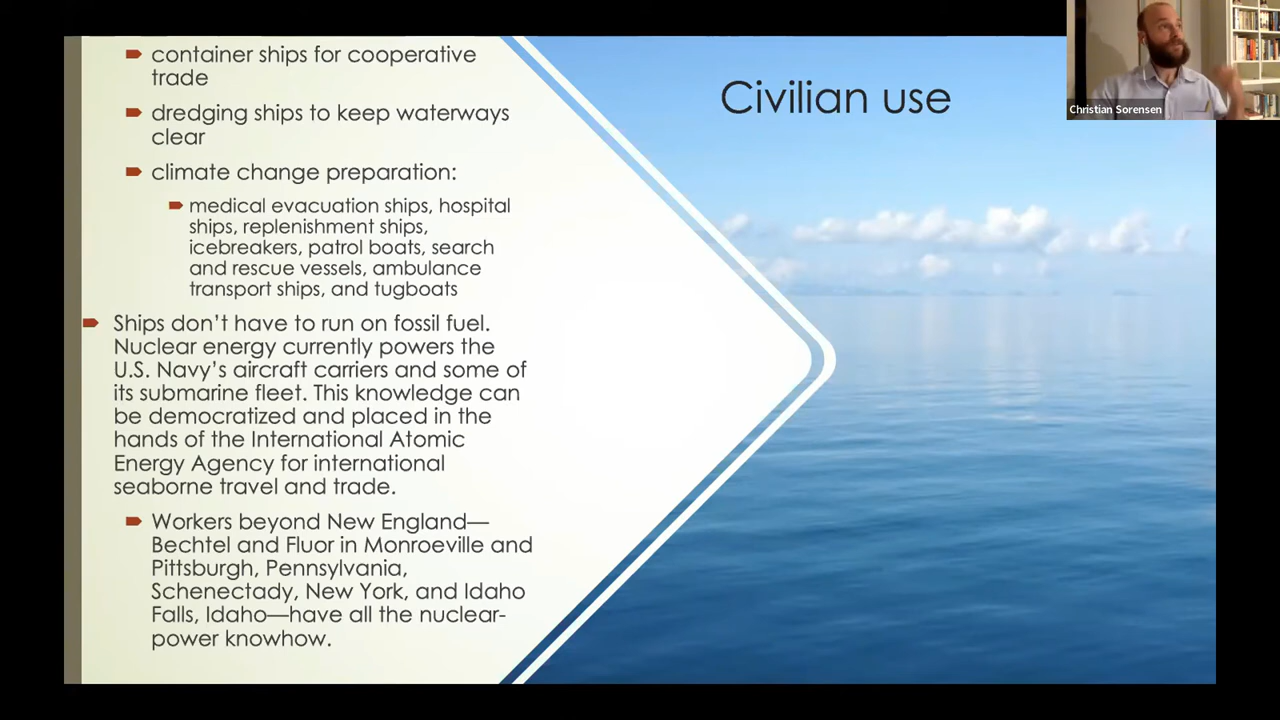 container ships for cooperative
trade
dredging ships to keep waterways
clear
climate change preparation:
medical evacuation ships, hospital
ships, replenishment ships,
icebreakers, patrol boats, search
and rescue vessels, ambulance
transport ships, and tugboats
Ships don't have to run on fossil fuel.
Nuclear energy currently powers the
U.S. Navy's aircraft carriers and some of
its submarine fleet. This knowledge can
be democratized and placed in the
hands of the International Atomic
Energy Agency for international
seaborne travel and trade.
Workers beyond New England—
Bechtel and Fluor in Monroeville and
Pittsburgh, Pennsylvania,
Schenectady, New York, and Idaho
Falls, Idaho—have all the nuclear-
power knowhow.
Civilian use
Christian Sorensen